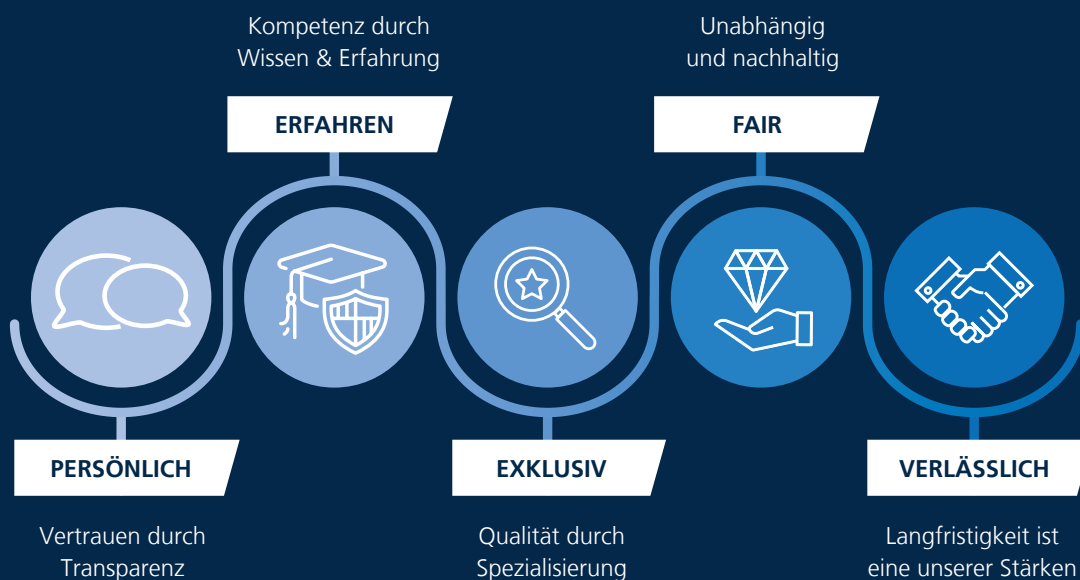 Kompetenz durch
Wissen & Erfahrung
ERFAHREN
Unabhängig
und nachhaltig
FAIR
PERSÖNLICH
Vertrauen durch
Transparenz
EXKLUSIV
Qualität durch
Spezialisierung
VERLÄSSLICH
Langfristigkeit ist
eine unserer Stärken